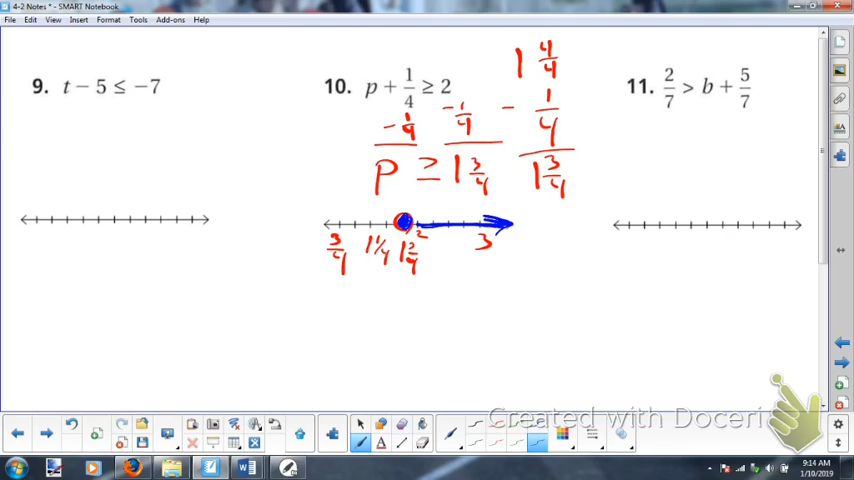 4-2 Notes * - SMART Notebook
File Edit View Insert Format Tools Add-ons Help
9. t − 5 ≤ −7
10. p + 1/4 ≥ 2
11. 2/7 > b + 5/7
1 4/4
- 1/4 - 1/4 - 1/4
p ≥ 1 3/4 1 3/4
3/4 1 1/4 1 3/4 2 3
Created with Doceri
9:14 AM
1/10/2019